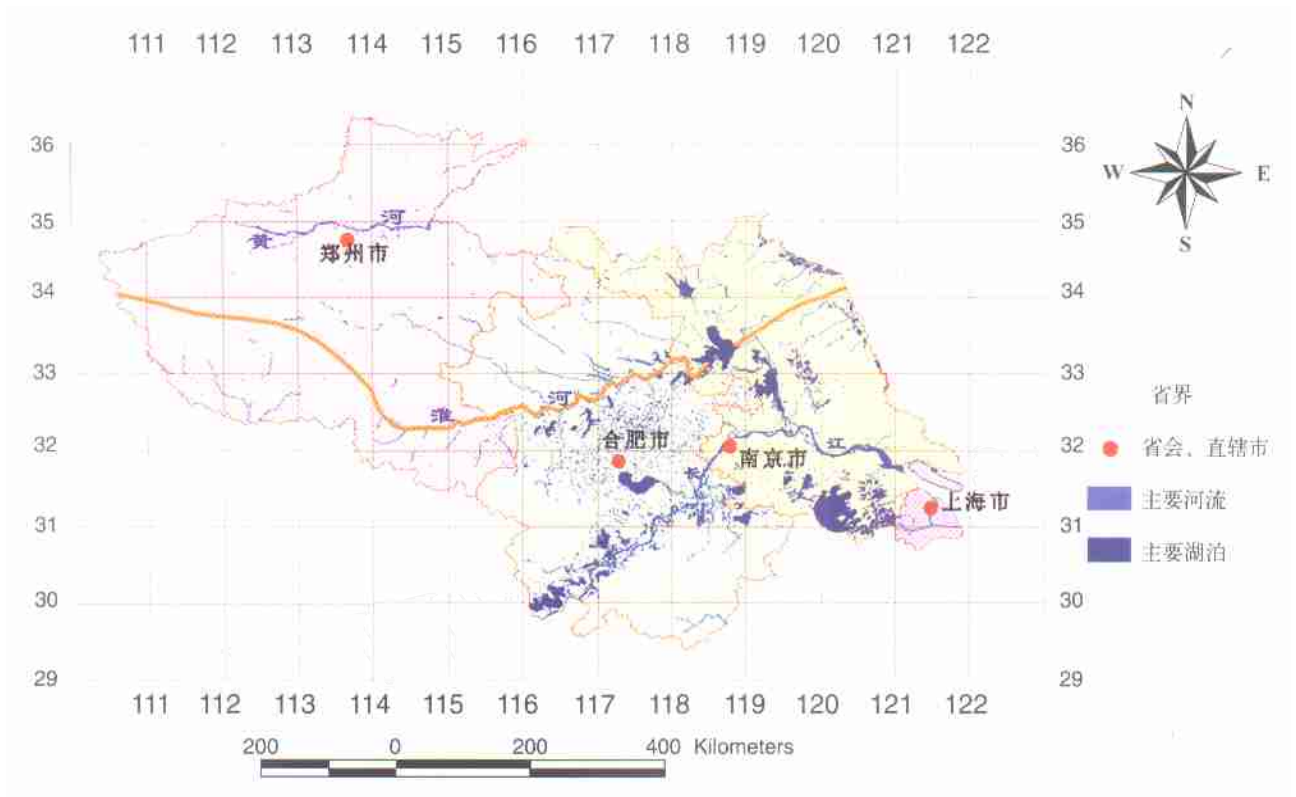 111 112 113 114 116 117 118 119 120 121 122
N
36 36
W E
35 35
黄 河
S
郑州市
34 34
33 33
省界
淮 河
32 合肥市 江 32 省会、直辖市
南京市
长
主要河流
上海市
31 31
主要湖泊
30 30
29 29
111 112 113 114 115 116 117 118 119 120 121 122
200 0 200 400 Kilometers